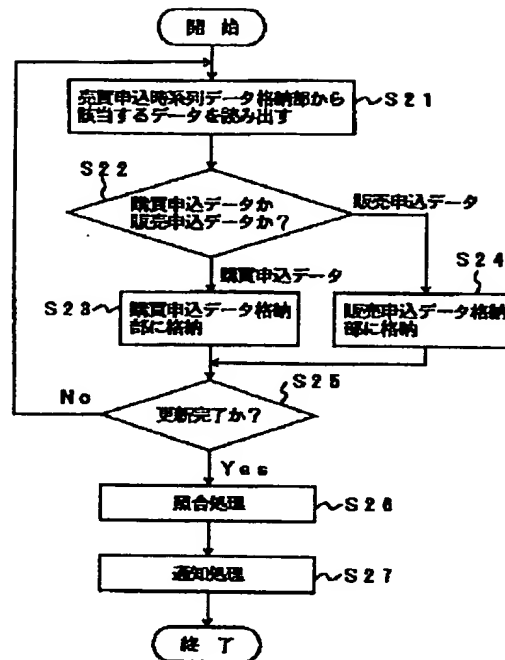 開始
売買申込時系列データ格納部から
該当するデータを読み出す
S21
S22
購買申込データか
販売申込データか?
販売申込データ
購買申込データ
S23
購買申込データ格納
部に格納
S24
販売申込データ格納
部に格納
S25
No
更新完了か?
Yes
照合処理
S26
通知処理
S27
終了